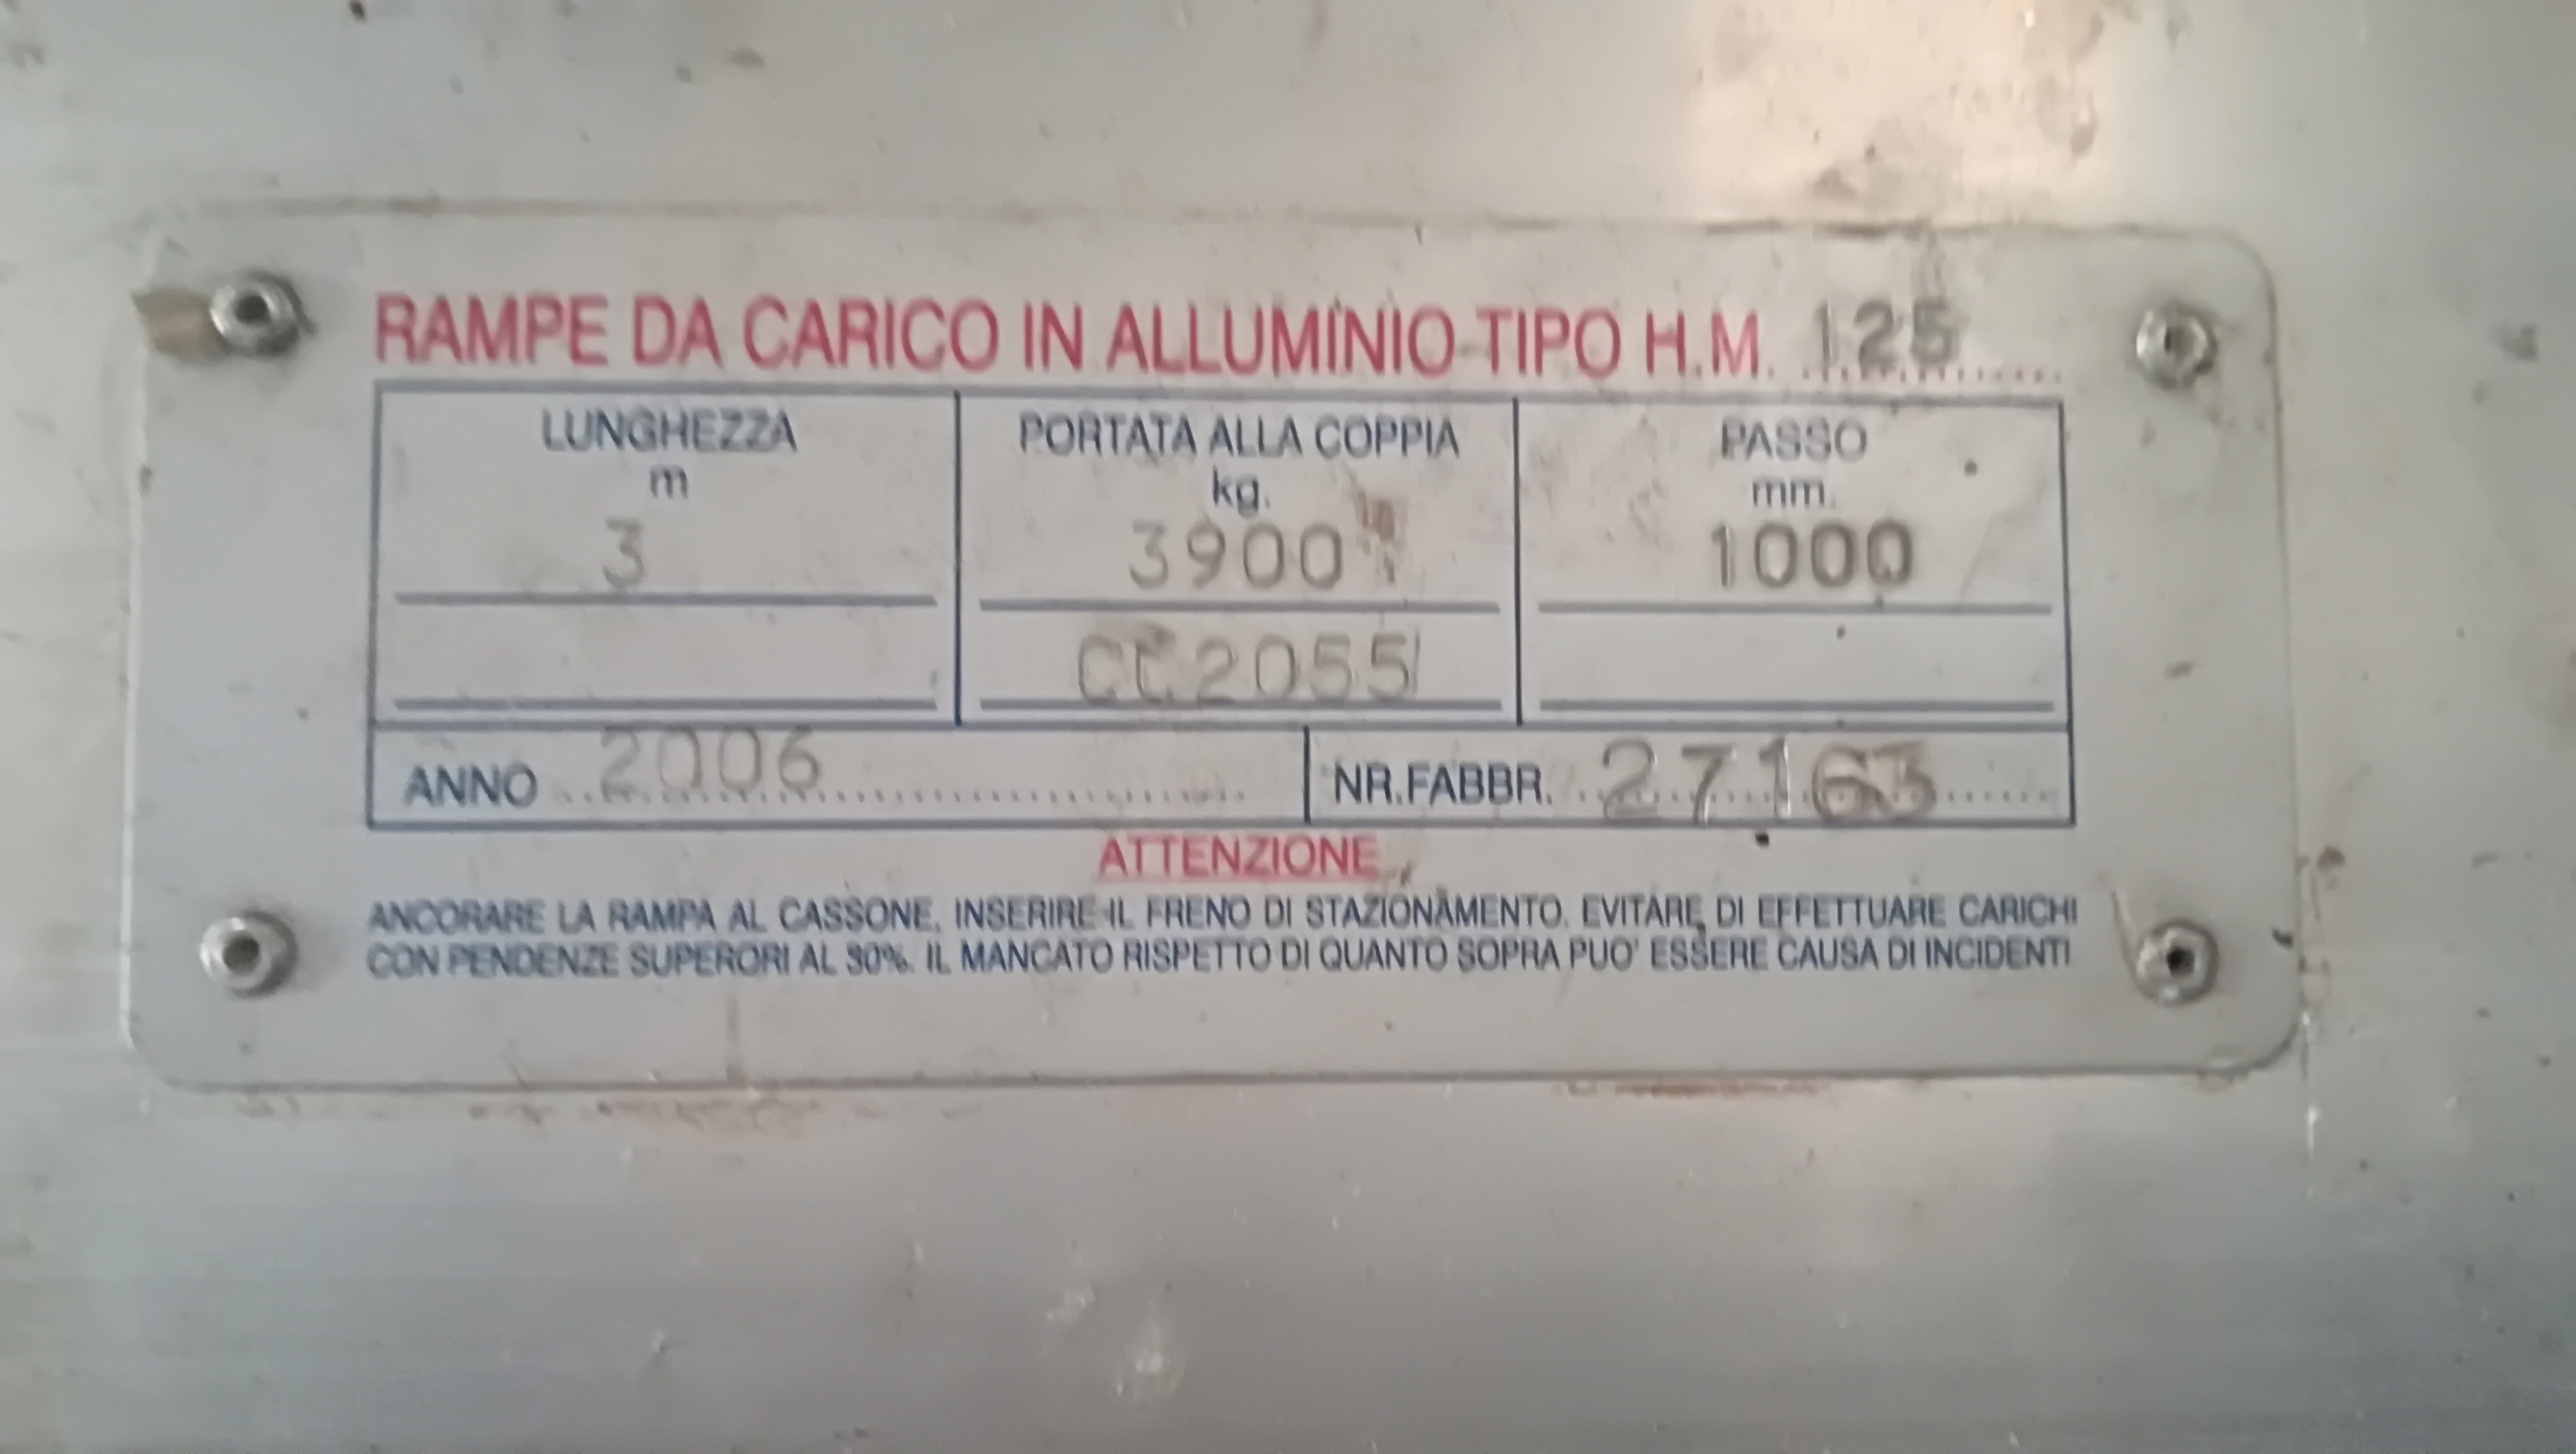 RAMPE DA CARICO IN ALLUMINIO TIPO H.M. 125
LUNGHEZZA PORTATA ALLA COPPIA PASSO
m kg. mm.
3 3900 1000
CC2055
ANNO 2006 NR.FABBR. 27163
ATTENZIONE
ANCORARE LA RAMPA AL CASSONE, INSERIRE IL FRENO DI STAZIONAMENTO. EVITARE DI EFFETTUARE CARICHI
CON PENDENZE SUPERORI AL 30%. IL MANCATO RISPETTO DI QUANTO SOPRA PUO' ESSERE CAUSA DI INCIDENTI